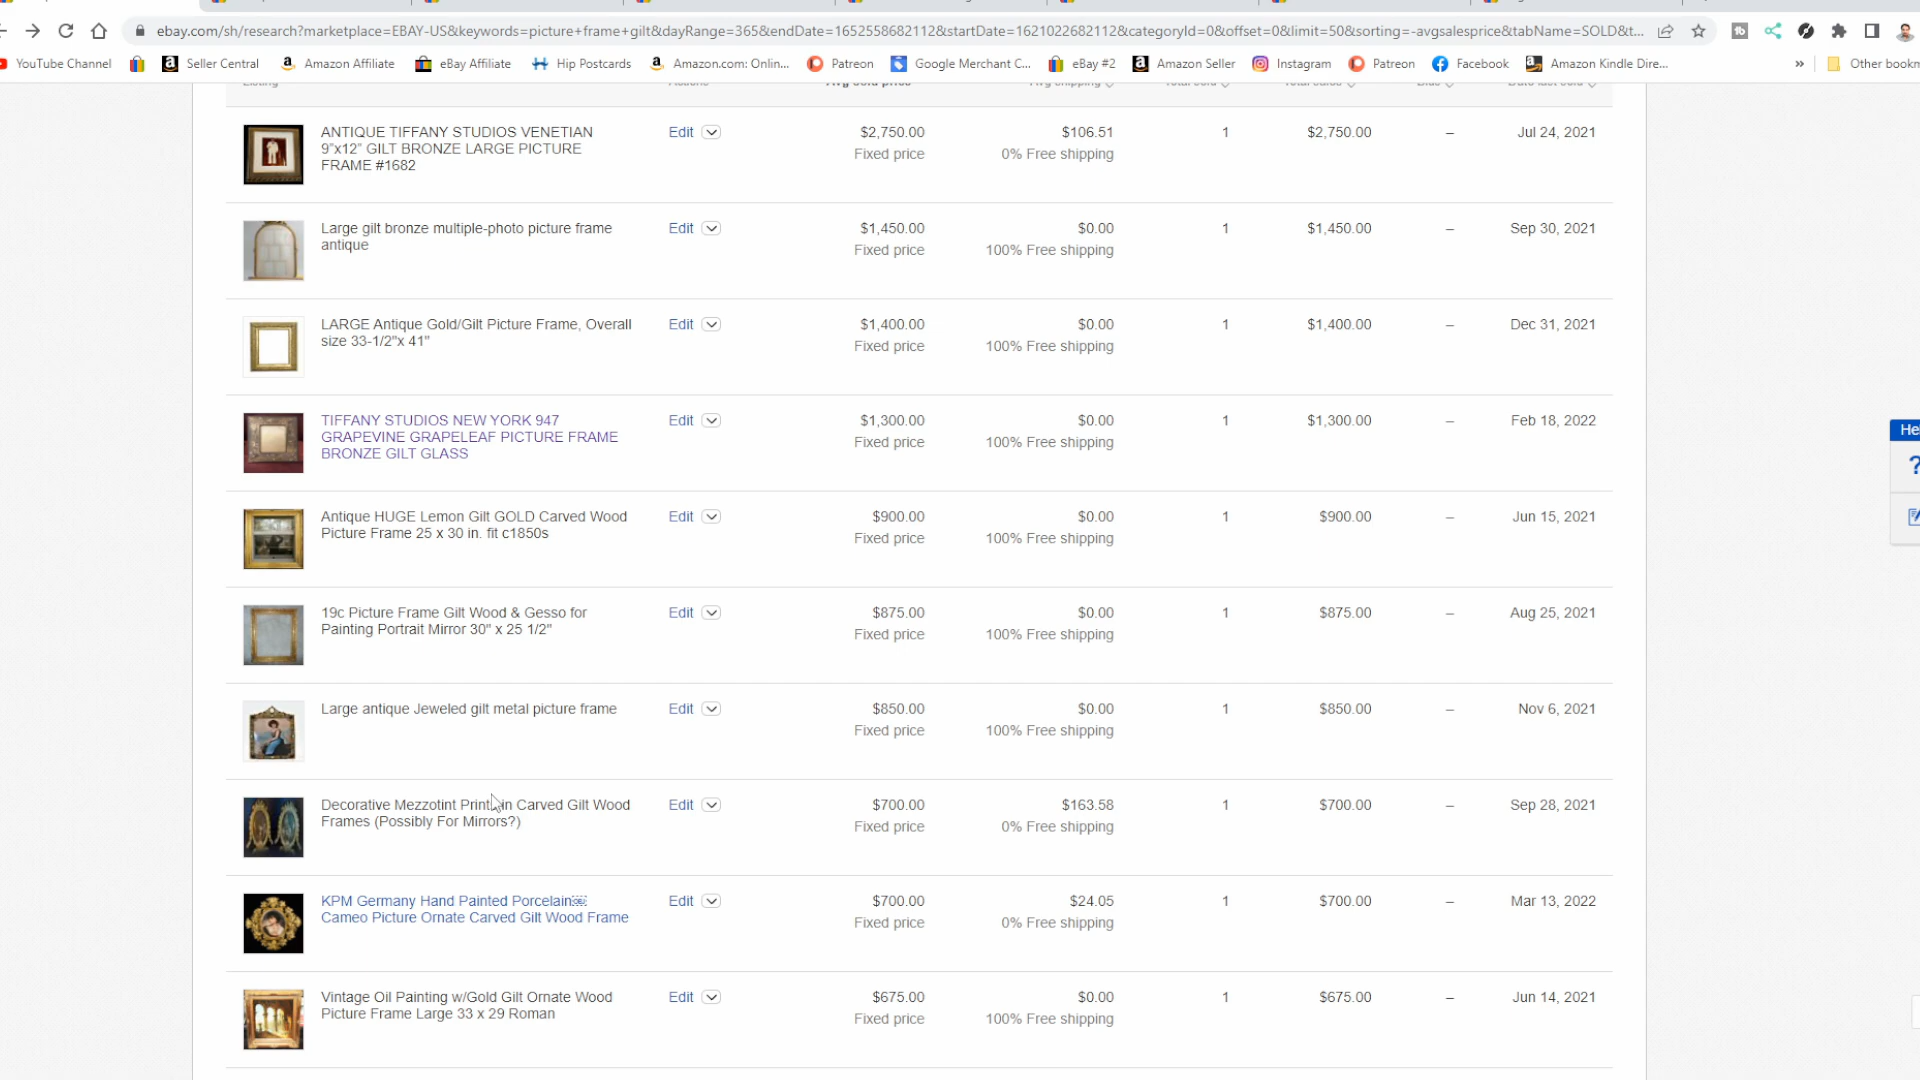 ebay.com/sh/research?marketplace=EBAY-US&keywords=picture+frame+gilt&dayRange=365&endDate=1652558682112&startDate=1621022682112&categoryId=0&offset=0&limit=50&sorting=-avgsalesprice&tabName=SOLD&t...
YouTube Channel Seller Central Amazon Affiliate eBay Affiliate Hip Postcards Amazon.com: Onlin... Patreon Google Merchant C... eBay #2 Amazon Seller Instagram Patreon Facebook Amazon Kindle Dire... » Other bookm
ANTIQUE TIFFANY STUDIOS VENETIAN Edit $2,750.00 $106.51 1 $2,750.00 – Jul 24, 2021
9"x12" GILT BRONZE LARGE PICTURE Fixed price 0% Free shipping
FRAME #1682
Large gilt bronze multiple-photo picture frame Edit $1,450.00 $0.00 1 $1,450.00 – Sep 30, 2021
antique Fixed price 100% Free shipping
LARGE Antique Gold/Gilt Picture Frame, Overall Edit $1,400.00 $0.00 1 $1,400.00 – Dec 31, 2021
size 33-1/2"x 41" Fixed price 100% Free shipping
TIFFANY STUDIOS NEW YORK 947 Edit $1,300.00 $0.00 1 $1,300.00 – Feb 18, 2022
GRAPEVINE GRAPELEAF PICTURE FRAME Fixed price 100% Free shipping
BRONZE GILT GLASS
Hel
?
Antique HUGE Lemon Gilt GOLD Carved Wood Edit $900.00 $0.00 1 $900.00 – Jun 15, 2021
Picture Frame 25 x 30 in. fit c1850s Fixed price 100% Free shipping
19c Picture Frame Gilt Wood & Gesso for Edit $875.00 $0.00 1 $875.00 – Aug 25, 2021
Painting Portrait Mirror 30" x 25 1/2" Fixed price 100% Free shipping
Large antique Jeweled gilt metal picture frame Edit $850.00 $0.00 1 $850.00 – Nov 6, 2021
Fixed price 100% Free shipping
Decorative Mezzotint Prints in Carved Gilt Wood Edit $700.00 $163.58 1 $700.00 – Sep 28, 2021
Frames (Possibly For Mirrors?) Fixed price 0% Free shipping
KPM Germany Hand Painted Porcelain Edit $700.00 $24.05 1 $700.00 – Mar 13, 2022
Cameo Picture Ornate Carved Gilt Wood Frame Fixed price 0% Free shipping
Vintage Oil Painting w/Gold Gilt Ornate Wood Edit $675.00 $0.00 1 $675.00 – Jun 14, 2021
Picture Frame Large 33 x 29 Roman Fixed price 100% Free shipping